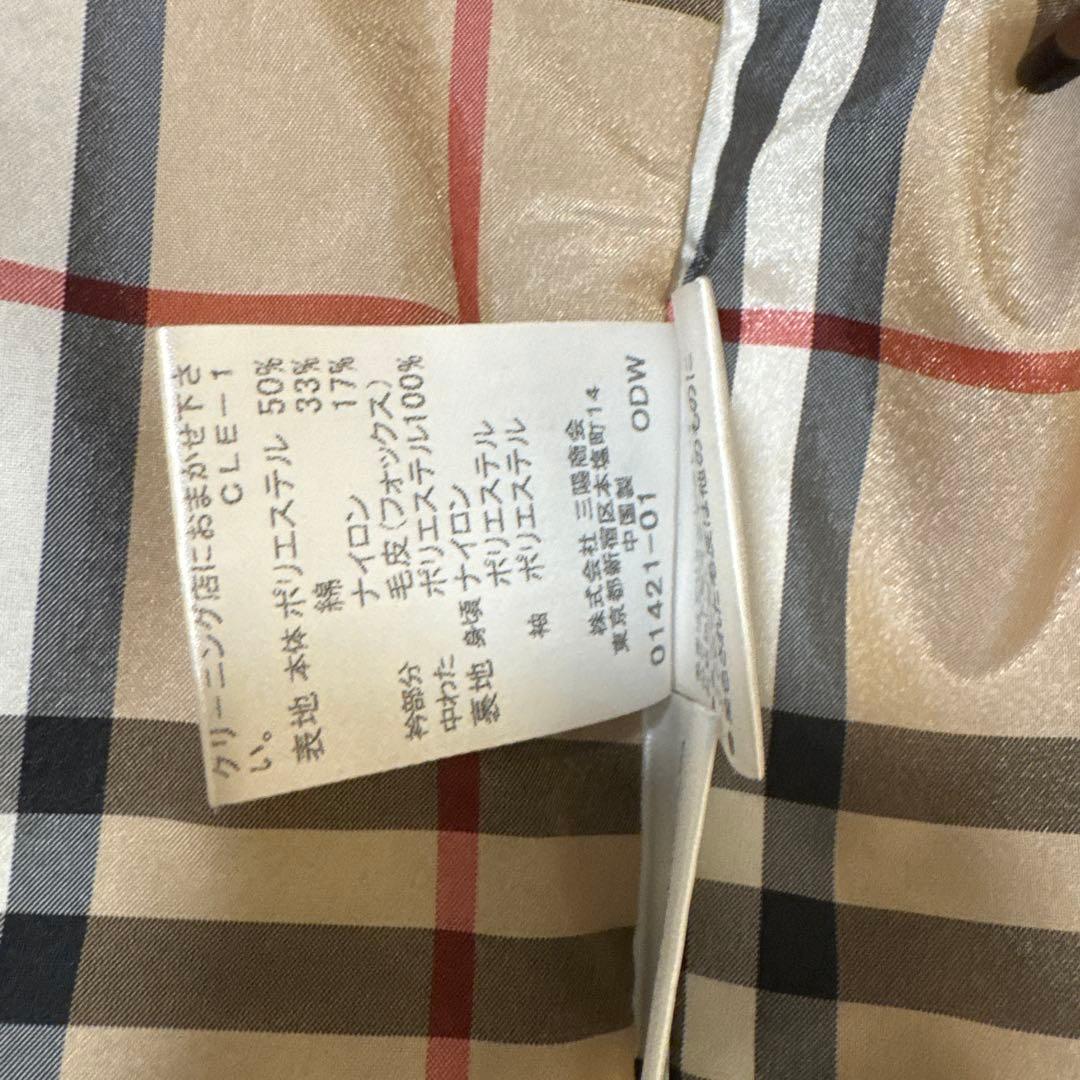 クリーニング店におまかせ下さ
い。 CLE-1
表地 本体 ポリエステル 50%
綿 33%
ナイロン 17%
衿部分 毛皮(フォックス)
中わた ポリエステル100%
裏地 身頃 ナイロン
ポリエステル
袖 ポリエステル
株式会社 三陽商会
東京都新宿区本塩町14
中国製
01421-01 ODW